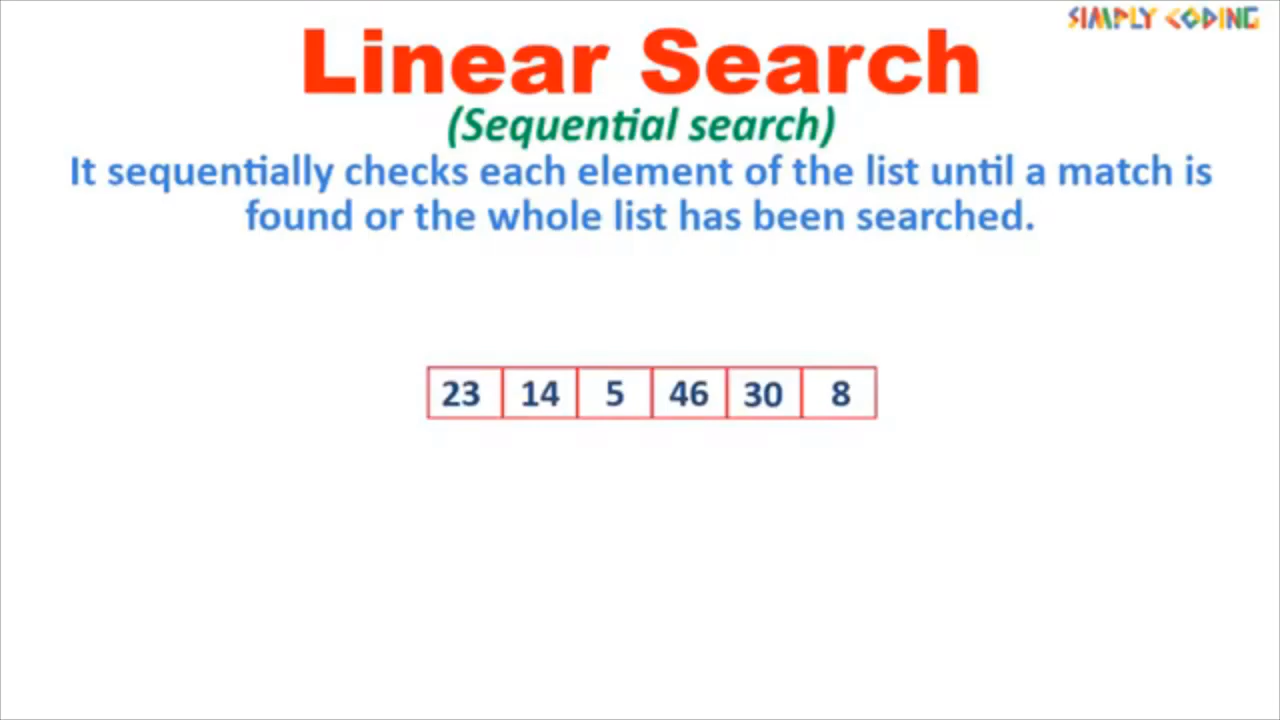 SIMPLY CODING
Linear Search
(Sequential search)
It sequentially checks each element of the list until a match is
found or the whole list has been searched.
23 14 5 46 30 8